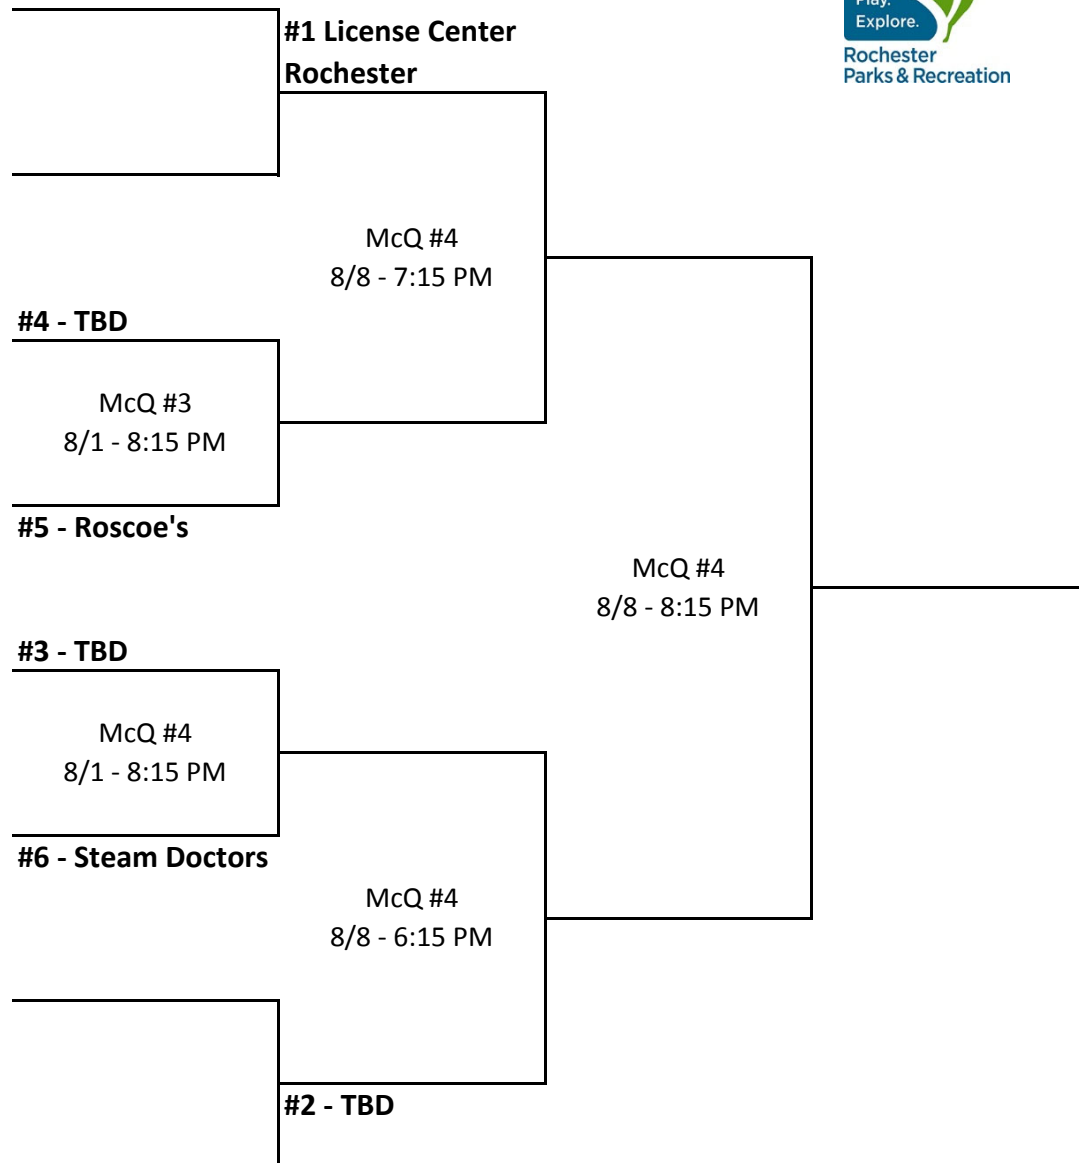 Play.
Explore.
Rochester
Parks & Recreation
#1 License Center
Rochester
McQ #4
8/8 - 7:15 PM
#4 - TBD
McQ #3
8/1 - 8:15 PM
#5 - Roscoe's
McQ #4
8/8 - 8:15 PM
#3 - TBD
McQ #4
8/1 - 8:15 PM
#6 - Steam Doctors
McQ #4
8/8 - 6:15 PM
#2 - TBD